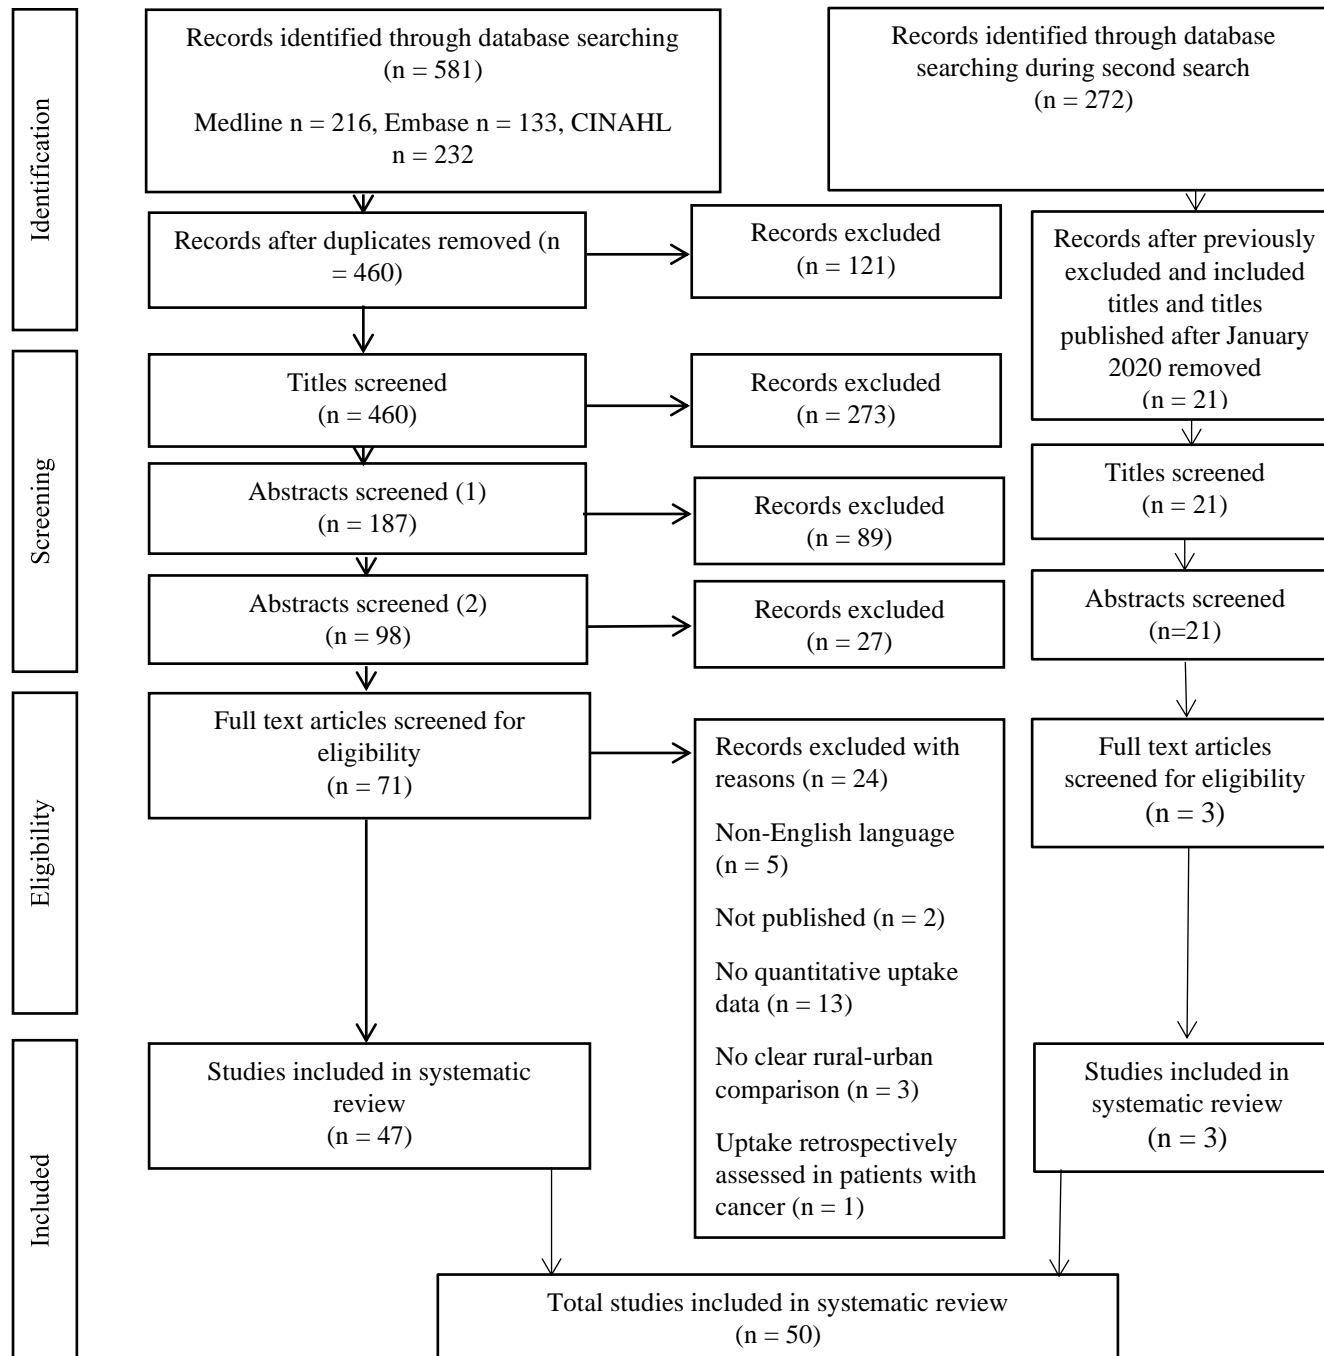 Identification
Records identified through database searching
(n = 581)
Medline n = 216, Embase n = 133, CINAHL
n = 232
Records identified through database
searching during second search
(n = 272)
Records after duplicates removed (n
= 460)
Records excluded
(n = 121)
Records after previously
excluded and included
titles and titles
published after January
2020 removed
(n = 21)
Screening
Titles screened
(n = 460)
Records excluded
(n = 273)
Titles screened
(n = 21)
Abstracts screened (1)
(n = 187)
Records excluded
(n = 89)
Abstracts screened (2)
(n = 98)
Records excluded
(n = 27)
Abstracts screened
(n=21)
Eligibility
Full text articles screened for
eligibility
(n = 71)
Records excluded with
reasons (n = 24)
Non-English language
(n = 5)
Not published (n = 2)
No quantitative uptake
data (n = 13)
No clear rural-urban
comparison (n = 3)
Uptake retrospectively
assessed in patients with
cancer (n = 1)
Full text articles
screened for eligibility
(n = 3)
Included
Studies included in systematic
review
(n = 47)
Studies included in
systematic review
(n = 3)
Total studies included in systematic review
(n = 50)